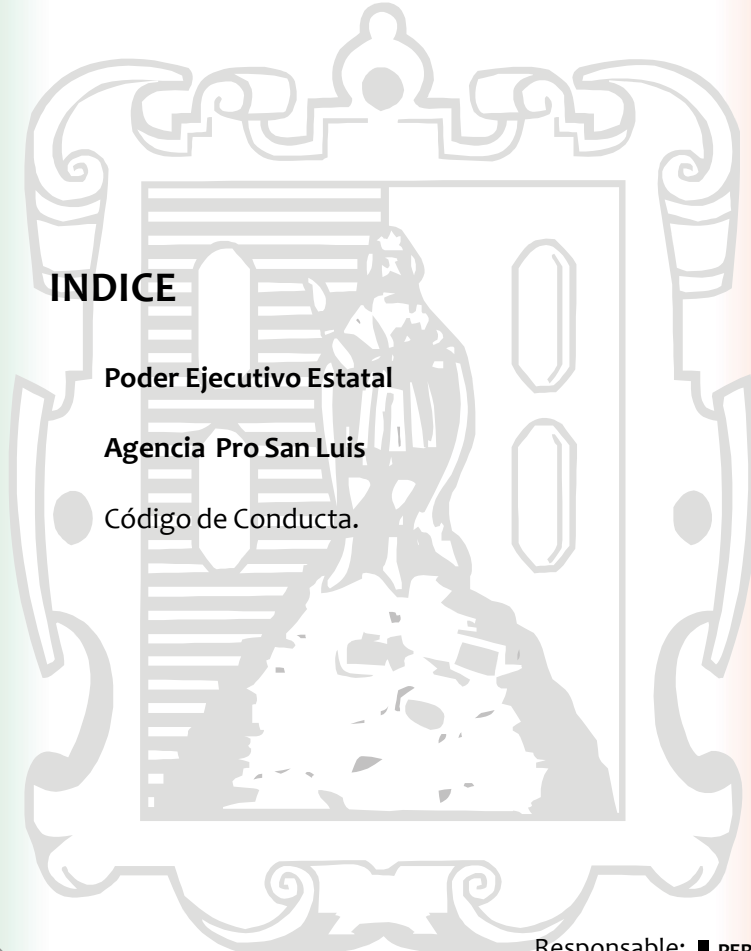 INDICE
Poder Ejecutivo Estatal
Agencia Pro San Luis
Código de Conducta.
Responsable: